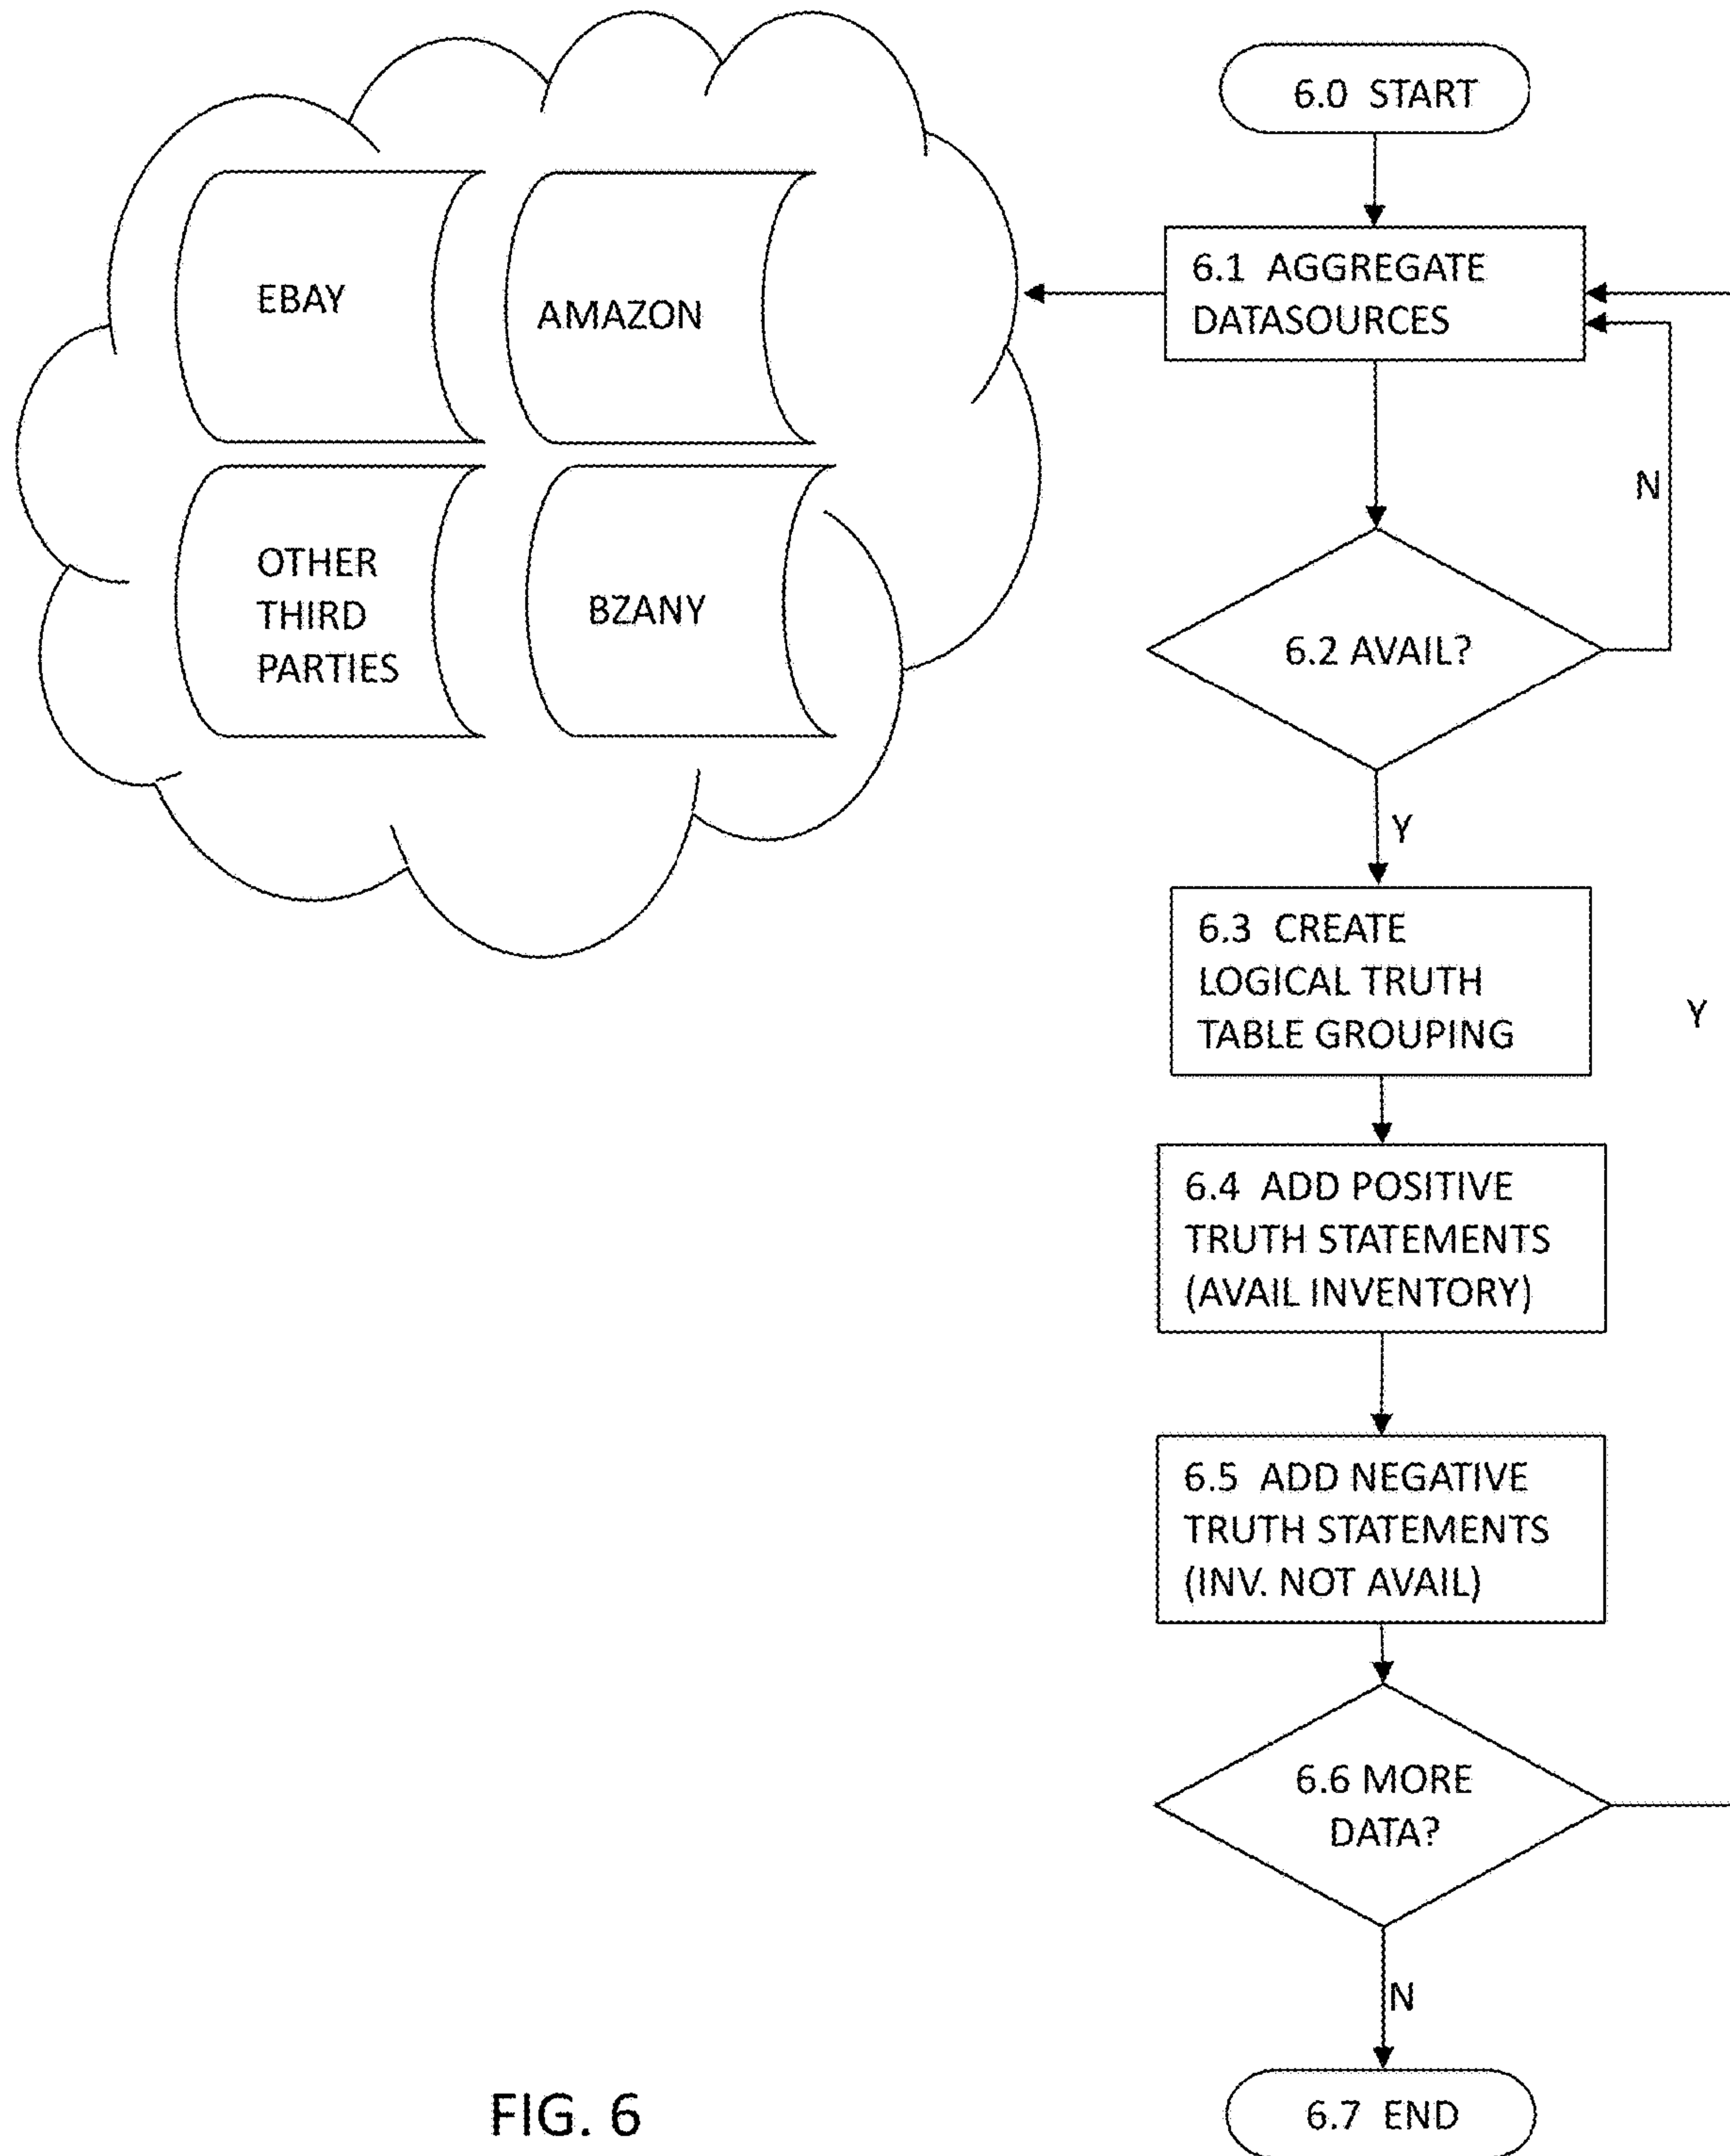 EBAY
AMAZON
OTHER
THIRD
PARTIES
BZANY
6.0 START
6.1 AGGREGATE
DATASOURCES
N
6.2 AVAIL?
Y
6.3 CREATE
LOGICAL TRUTH
TABLE GROUPING
Y
6.4 ADD POSITIVE
TRUTH STATEMENTS
(AVAIL INVENTORY)
6.5 ADD NEGATIVE
TRUTH STATEMENTS
(INV. NOT AVAIL)
6.6 MORE
DATA?
N
6.7 END
FIG. 6